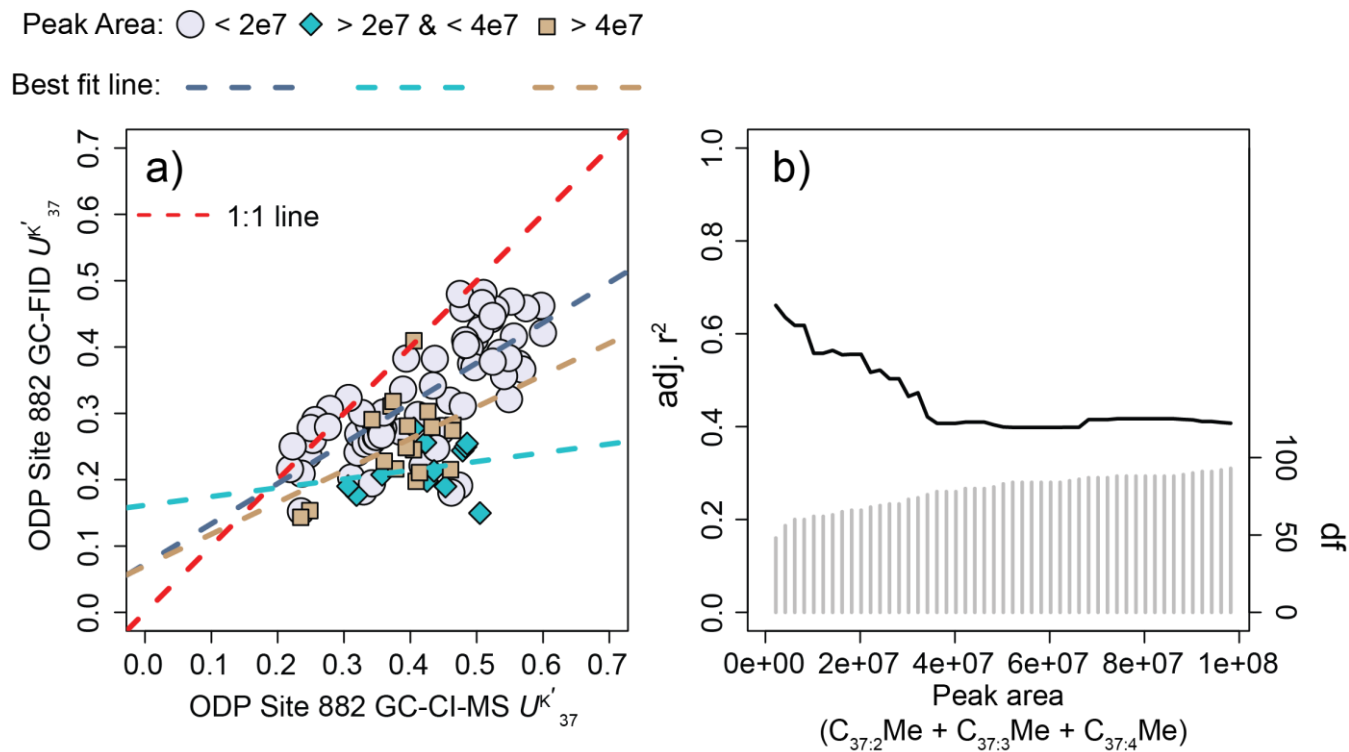 Peak Area: < 2e7 > 2e7 & < 4e7 > 4e7
Best fit line:
a)
1:1 line
ODP Site 882 GC-FID U^K'_37
0.7
0.6
0.5
0.4
0.3
0.2
0.1
0.0
0.0 0.1 0.2 0.3 0.4 0.5 0.6 0.7
ODP Site 882 GC-CI-MS U^K'_37
b)
adj. r²
1.0
0.8
0.6
0.4
0.2
0.0
100
50
0
df
0e+00 2e+07 4e+07 6e+07 8e+07 1e+08
Peak area
(C₃₇:₂Me + C₃₇:₃Me + C₃₇:₄Me)